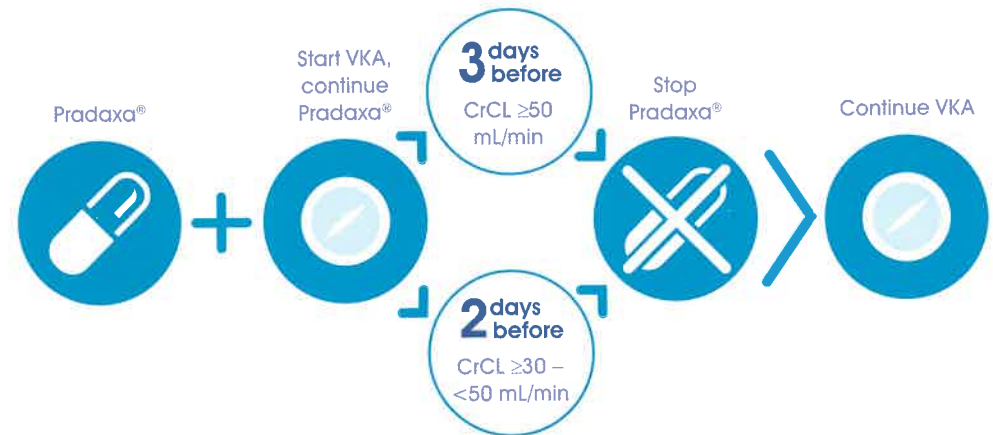 Pradaxa®
Start VKA,
continue
Pradaxa®
3 days
before
CrCL ≥50
mL/min
2 days
before
CrCL ≥30 –
<50 mL/min
Stop
Pradaxa®
Continue VKA